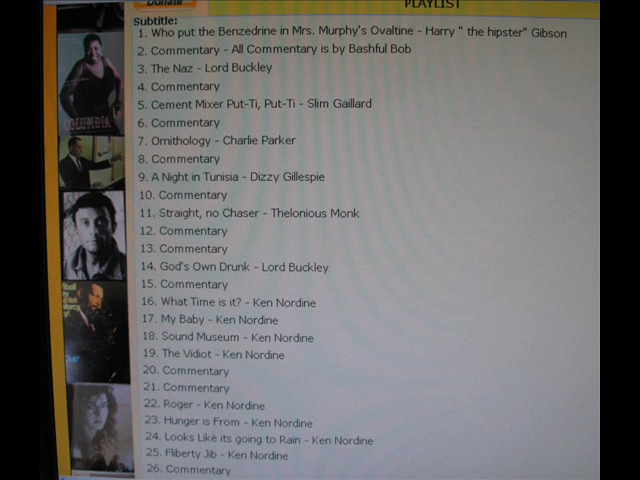 Donate
PLAYLIST
Subtitle:
1. Who put the Benzedrine in Mrs. Murphy's Ovaltine - Harry " the hipster" Gibson
2. Commentary - All Commentary is by Bashful Bob
3. The Naz - Lord Buckley
4. Commentary
5. Cement Mixer Put-Ti, Put-Ti - Slim Gaillard
6. Commentary
7. Ornithology - Charlie Parker
8. Commentary
9. A Night in Tunisia - Dizzy Gillespie
10. Commentary
11. Straight, no Chaser - Thelonious Monk
12. Commentary
13. Commentary
14. God's Own Drunk - Lord Buckley
15. Commentary
16. What Time is it? - Ken Nordine
17. My Baby - Ken Nordine
18. Sound Museum - Ken Nordine
19. The Vidiot - Ken Nordine
20. Commentary
21. Commentary
22. Roger - Ken Nordine
23. Hunger is From - Ken Nordine
24. Looks Like its going to Rain - Ken Nordine
25. Fliberty Jib - Ken Nordine
26. Commentary
COLUMBIA